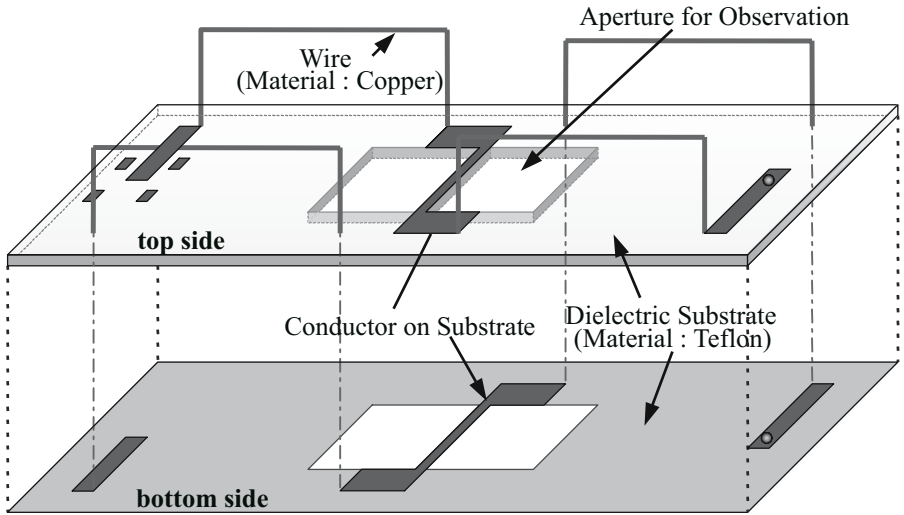 Aperture for Observation
Wire
(Material : Copper)
top side
Conductor on Substrate
Dielectric Substrate
(Material : Teflon)
bottom side